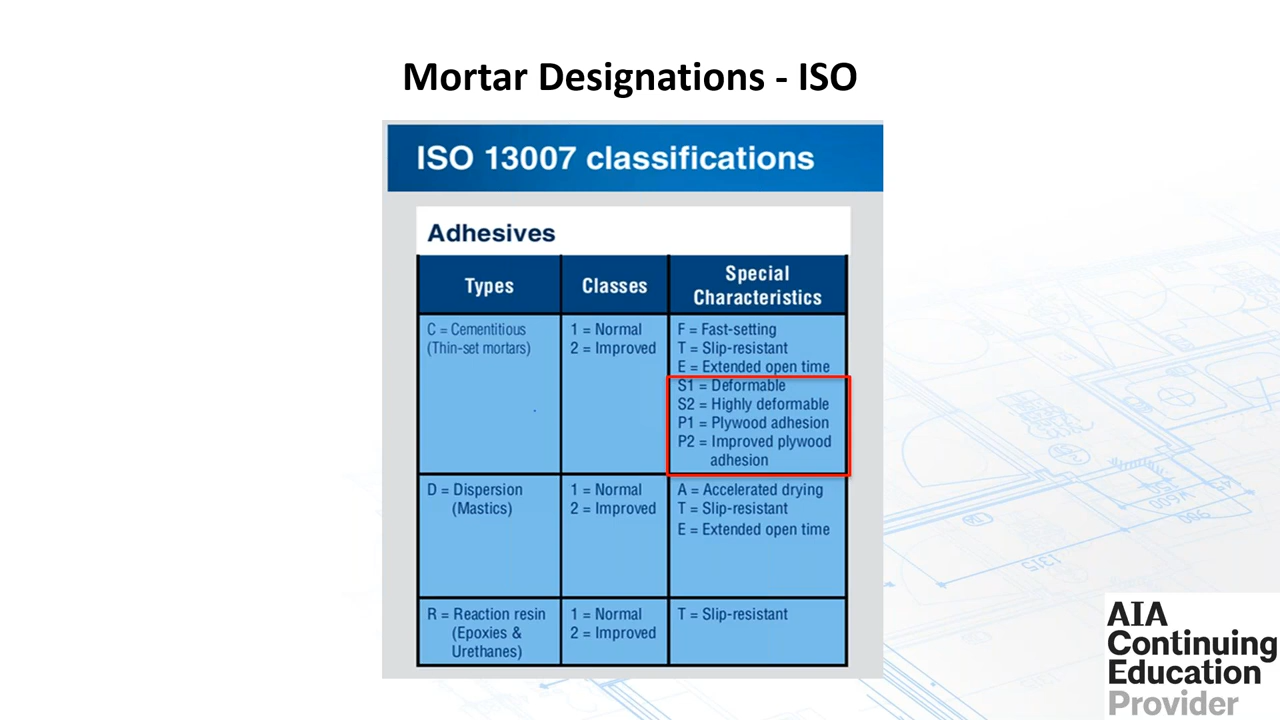 Mortar Designations - ISO
ISO 13007 classifications
Adhesives
Types
Classes
Special
Characteristics
C = Cementitious
(Thin-set mortars)
1 = Normal
2 = Improved
F = Fast-setting
T = Slip-resistant
E = Extended open time
S1 = Deformable
S2 = Highly deformable
P1 = Plywood adhesion
P2 = Improved plywood
adhesion
D = Dispersion
(Mastics)
1 = Normal
2 = Improved
A = Accelerated drying
T = Slip-resistant
E = Extended open time
R = Reaction resin
(Epoxies &
Urethanes)
1 = Normal
2 = Improved
T = Slip-resistant
1315
W600
AIA
Continuing
Education
Provider